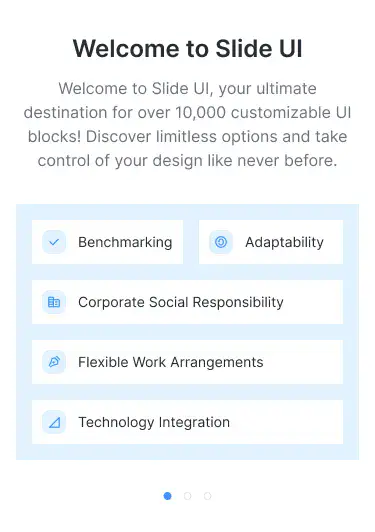 Welcome to Slide UI
Welcome to Slide UI, your ultimate
destination for over 10,000 customizable UI
blocks! Discover limitless options and take
control of your design like never before.
Benchmarking
Adaptability
Corporate Social Responsibility
Flexible Work Arrangements
Technology Integration